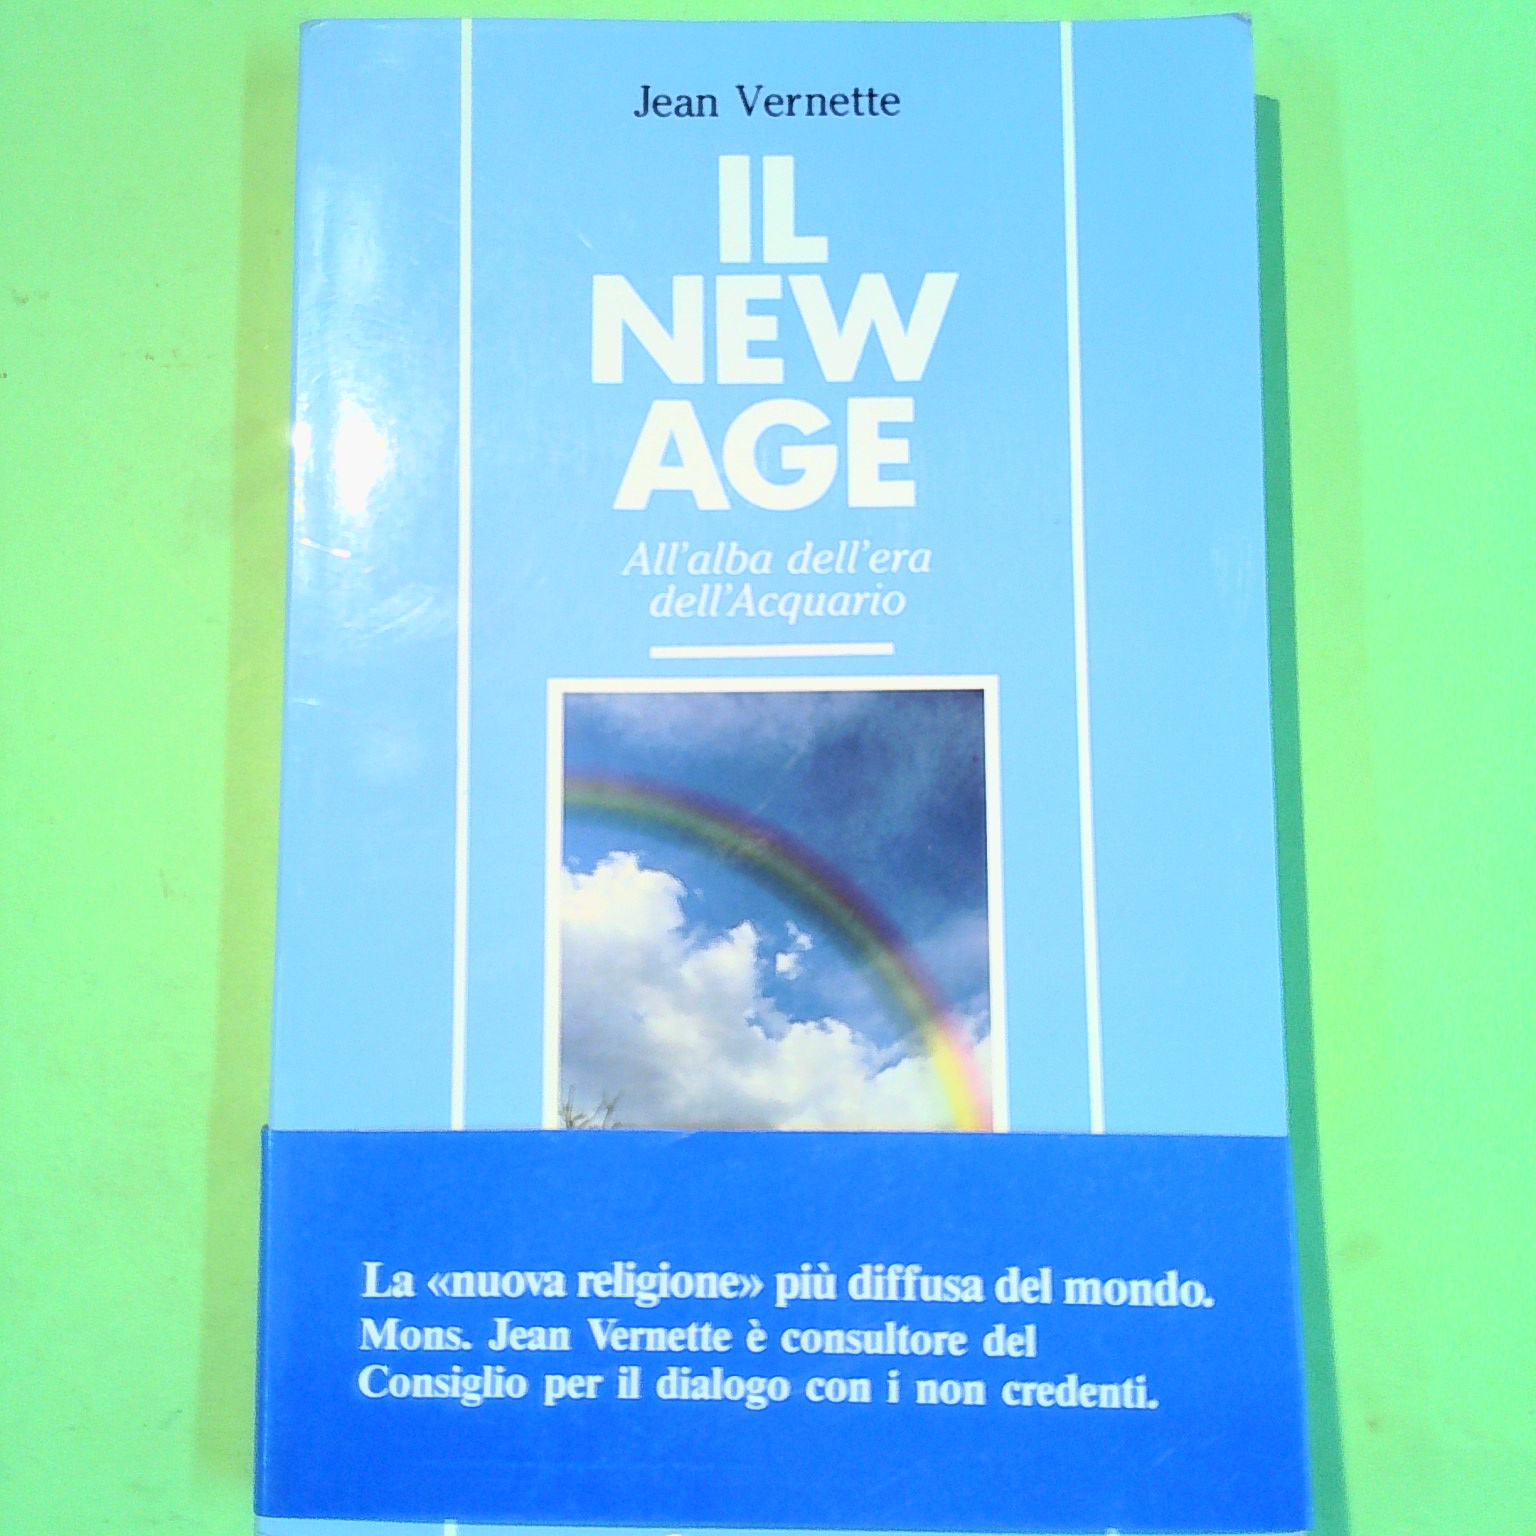 Jean Vernette
IL
NEW
AGE
All'alba dell'era
dell'Acquario
La «nuova religione» più diffusa del mondo.
Mons. Jean Vernette è consultore del
Consiglio per il dialogo con i non credenti.